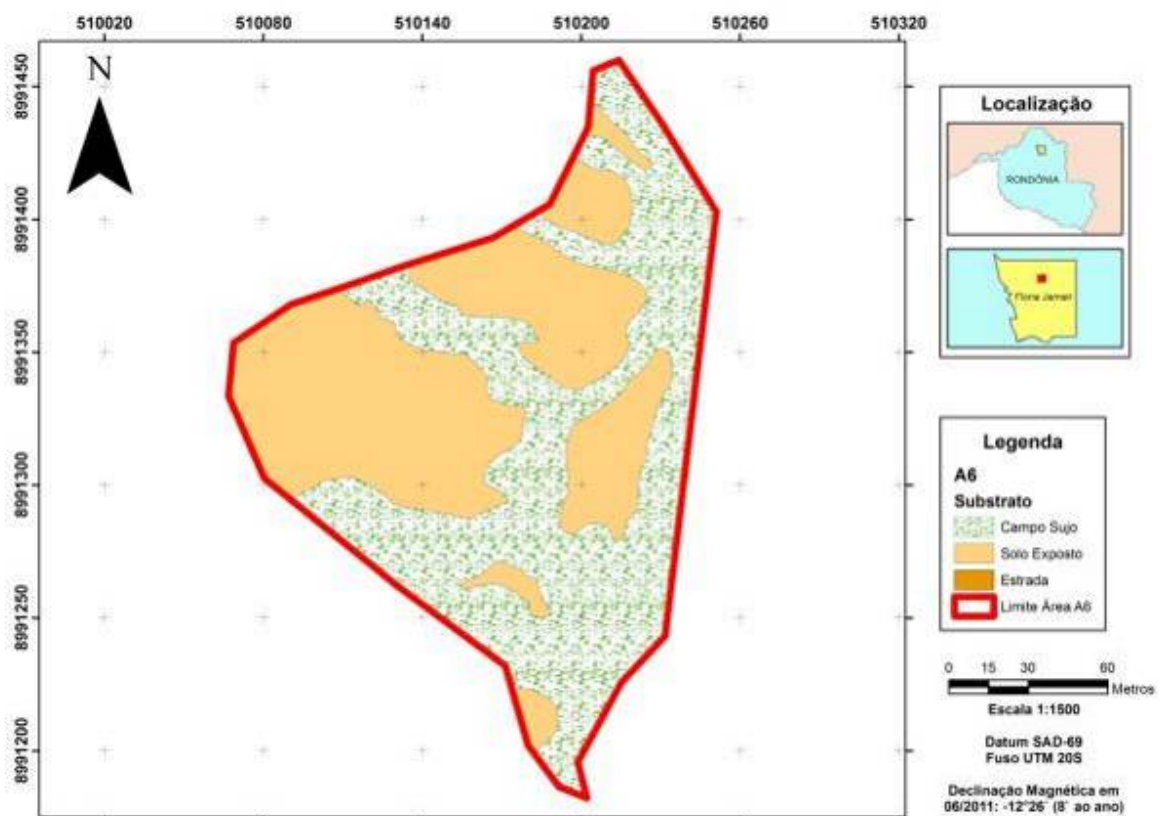 510020 510080 510140 510200 510260 510320
N
8991450
8991400
8991350
8991300
8991250
8991200
Localização
RONDÔNIA
Flona Jamari
Legenda
A6
Substrato
Campo Sujo
Solo Exposto
Estrada
Limite Área A6
0 15 30 60
Metros
Escala 1:1500
Datum SAD-69
Fuso UTM 20S
Declinação Magnética em
06/2011: -12°26´ (8´ ao ano)